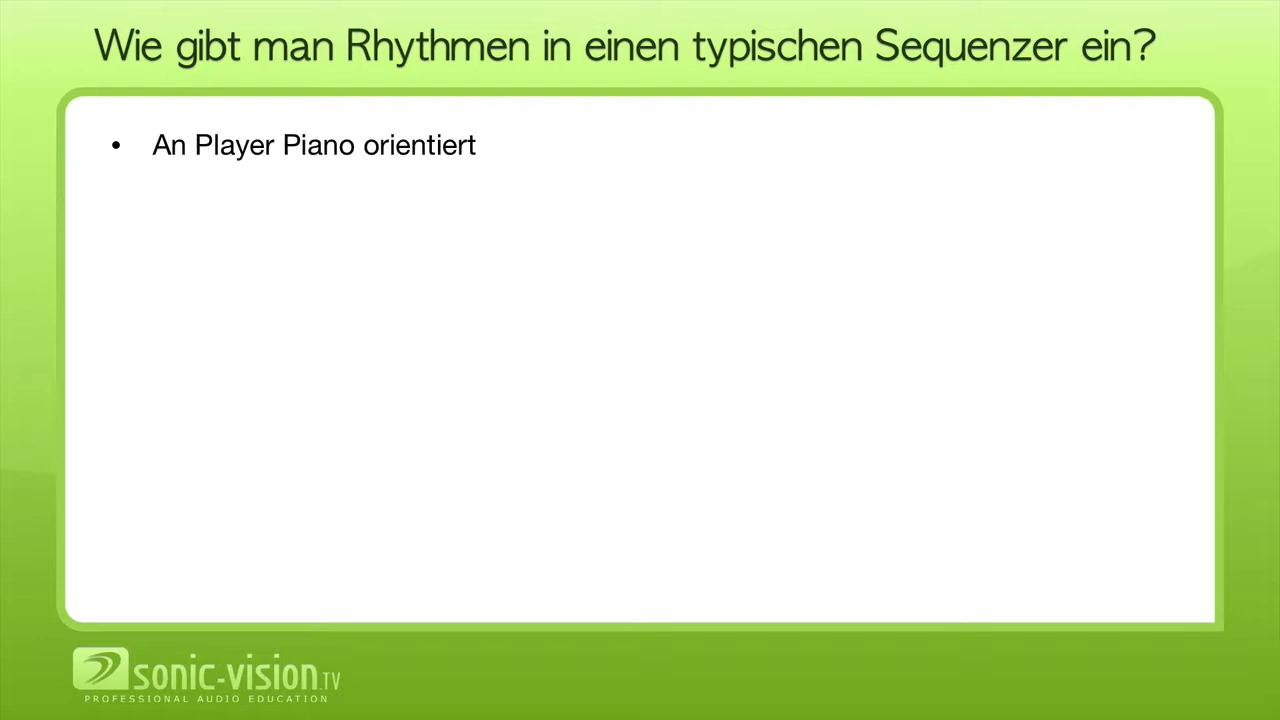 Wie gibt man Rhythmen in einen typischen Sequenzer ein?
• An Player Piano orientiert
sonic-vision.TV
PROFESSIONAL AUDIO EDUCATION